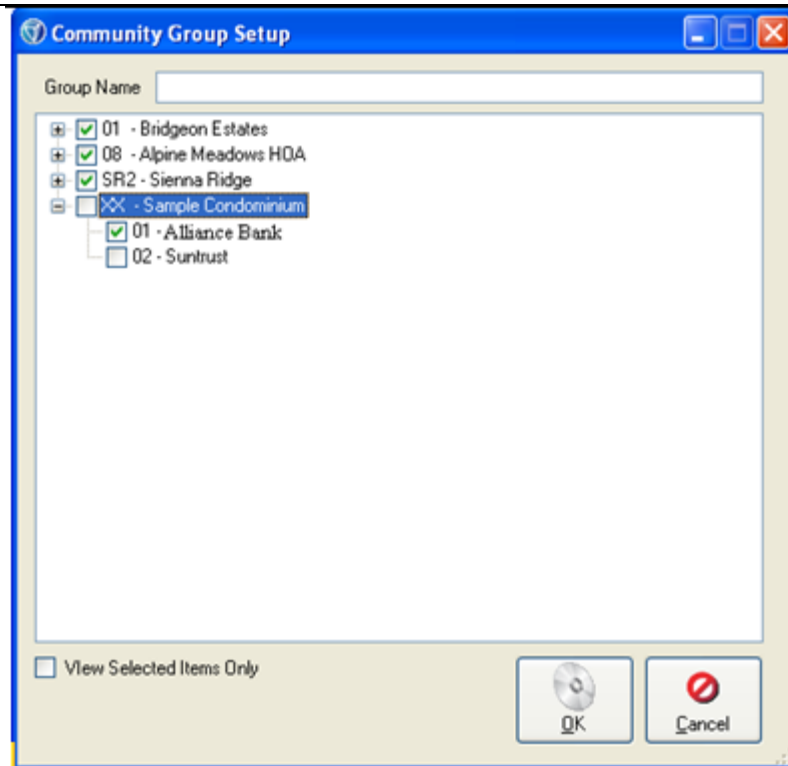 Community Group Setup
Group Name
01 - Bridgeon Estates
08 - Alpine Meadows HOA
SR2 - Sienna Ridge
XX - Sample Condominium
01 - Alliance Bank
02 - Suntrust
VIew Selected Items Only
OK
Cancel